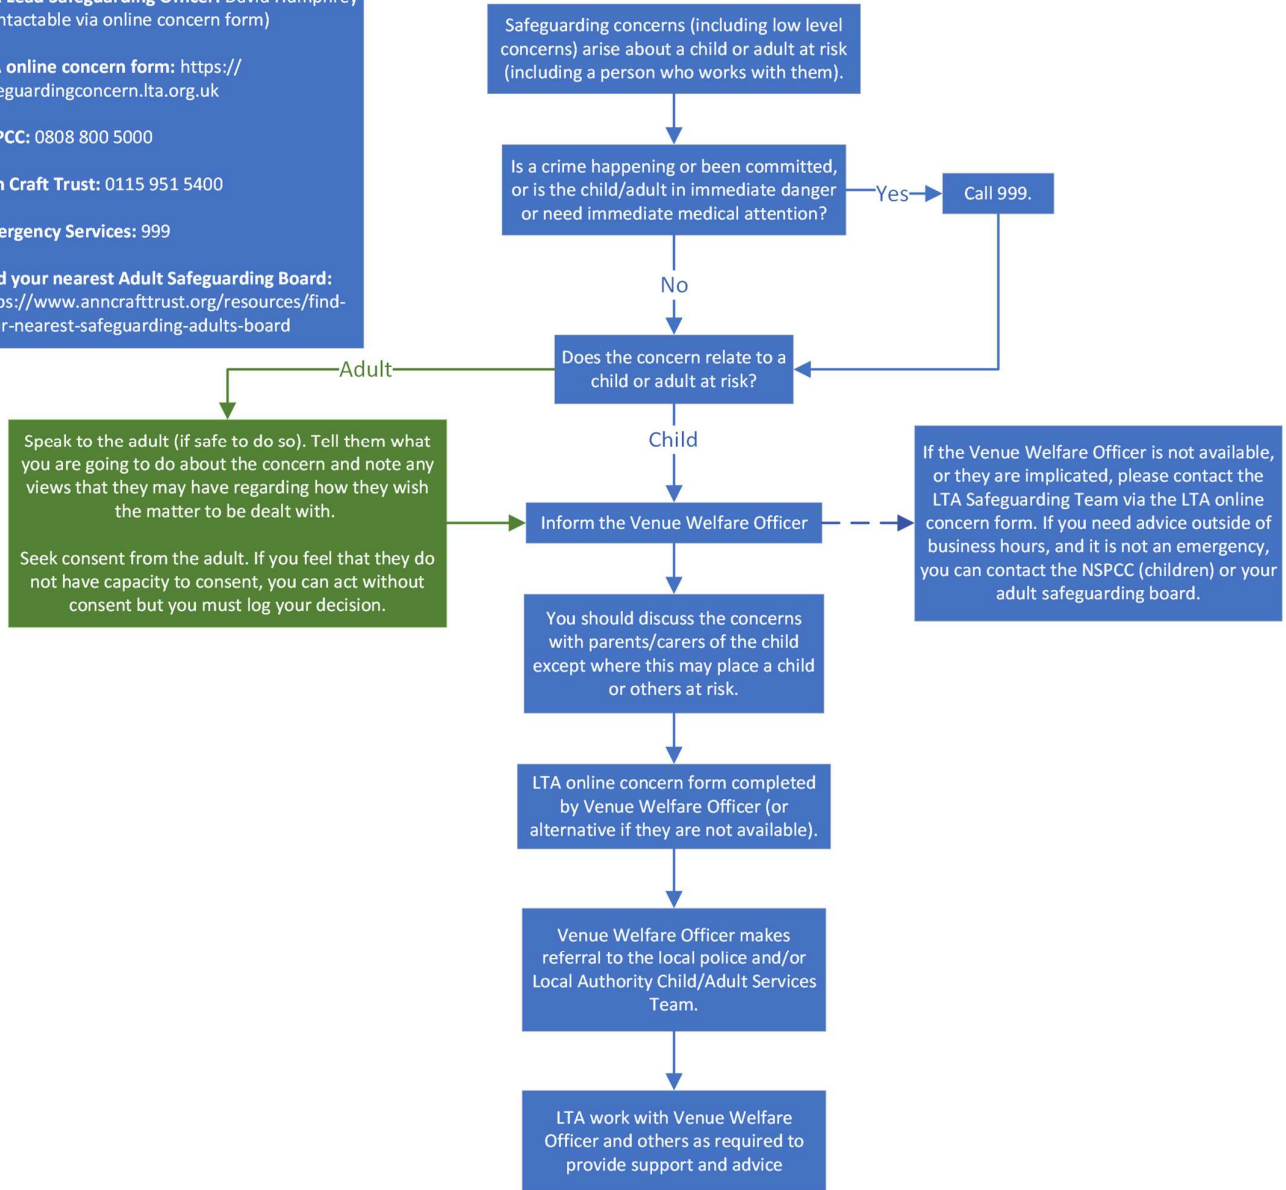 Lead Safeguarding Officer: David Humphrey
ntactable via online concern form)
online concern form: https://
eguardingconcern.lta.org.uk
PCC: 0808 800 5000
n Craft Trust: 0115 951 5400
ergency Services: 999
d your nearest Adult Safeguarding Board:
ps://www.anncrafttrust.org/resources/find-
r-nearest-safeguarding-adults-board
Safeguarding concerns (including low level
concerns) arise about a child or adult at risk
(including a person who works with them).
Is a crime happening or been committed,
or is the child/adult in immediate danger
or need immediate medical attention?
Yes
Call 999.
No
Does the concern relate to a
child or adult at risk?
Adult
Child
Speak to the adult (if safe to do so). Tell them what
you are going to do about the concern and note any
views that they may have regarding how they wish
the matter to be dealt with.
Seek consent from the adult. If you feel that they do
not have capacity to consent, you can act without
consent but you must log your decision.
Inform the Venue Welfare Officer
If the Venue Welfare Officer is not available,
or they are implicated, please contact the
LTA Safeguarding Team via the LTA online
concern form. If you need advice outside of
business hours, and it is not an emergency,
you can contact the NSPCC (children) or your
adult safeguarding board.
You should discuss the concerns
with parents/carers of the child
except where this may place a child
or others at risk.
LTA online concern form completed
by Venue Welfare Officer (or
alternative if they are not available).
Venue Welfare Officer makes
referral to the local police and/or
Local Authority Child/Adult Services
Team.
LTA work with Venue Welfare
Officer and others as required to
provide support and advice